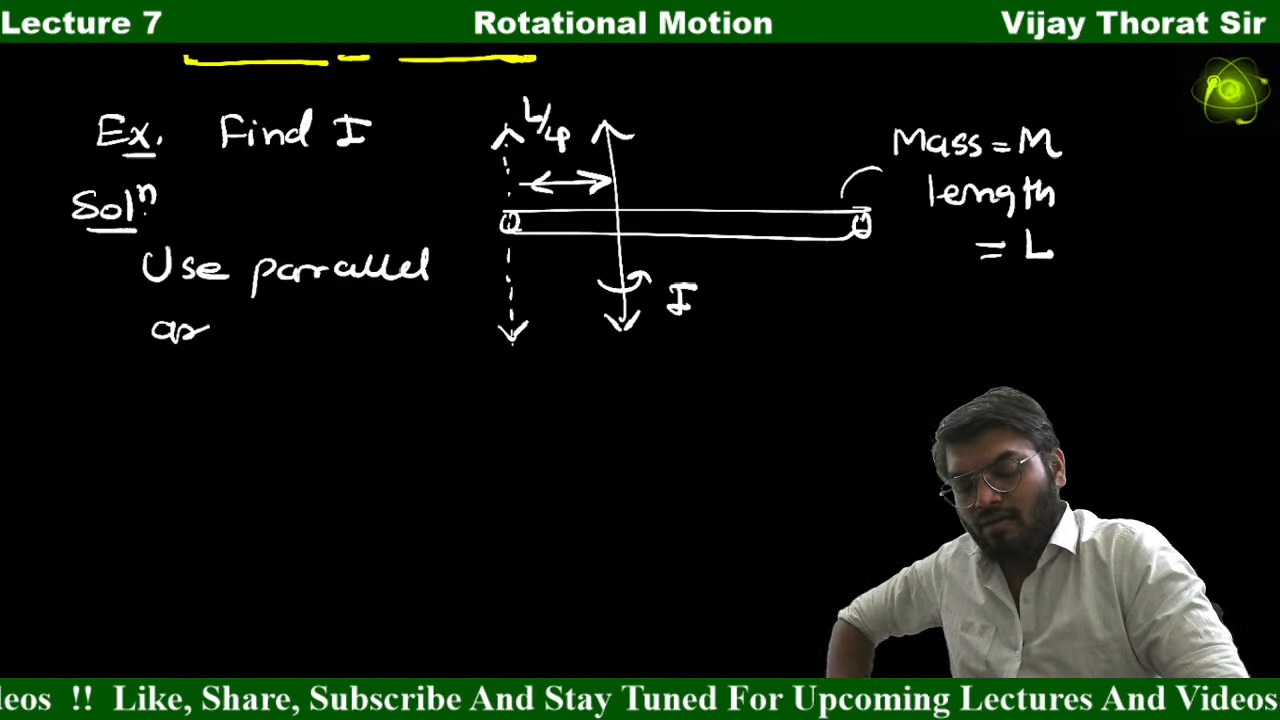 Lecture 7 Rotational Motion Vijay Thorat Sir
Ex. Find I
L/4
Mass = M
length
= L
Solⁿ.
Use parallel
ax
I
deos !! Like, Share, Subscribe And Stay Tuned For Upcoming Lectures And Videos